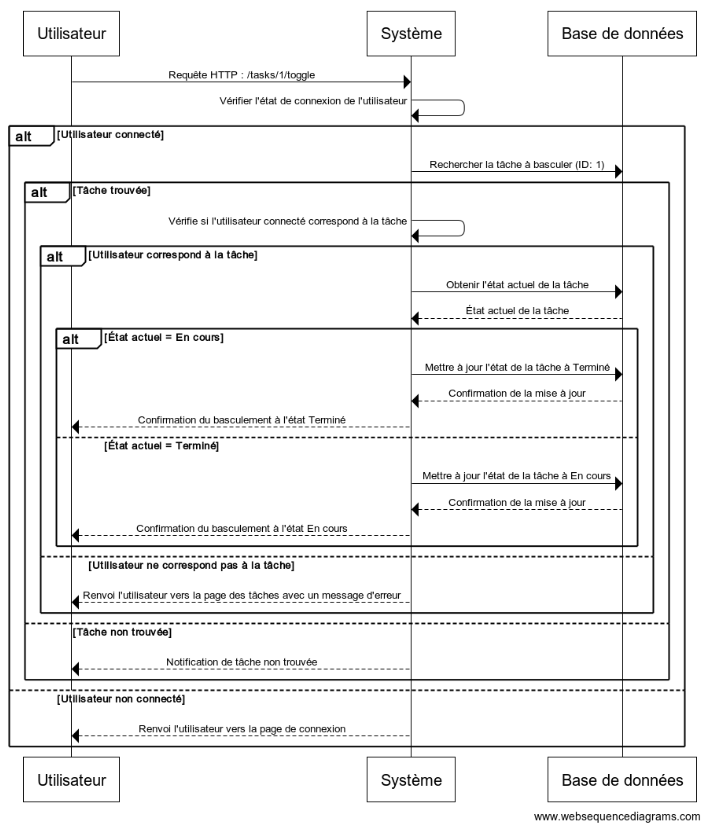 Utilisateur
Système
Base de données
Requête HTTP : /tasks/1/toggle
Vérifier l'état de connexion de l'utilisateur
alt [Utilisateur connecté]
Rechercher la tâche à basculer (ID: 1)
alt [Tâche trouvée]
Vérifie si l'utilisateur connecté correspond à la tâche
alt [Utilisateur correspond à la tâche]
Obtenir l'état actuel de la tâche
État actuel de la tâche
alt [État actuel = En cours]
Mettre à jour l'état de la tâche à Terminé
Confirmation de la mise à jour
Confirmation du basculement à l'état Terminé
[État actuel = Terminé]
Mettre à jour l'état de la tâche à En cours
Confirmation de la mise à jour
Confirmation du basculement à l'état En cours
[Utilisateur ne correspond pas à la tâche]
Renvoi l'utilisateur vers la page des tâches avec un message d'erreur
[Tâche non trouvée]
Notification de tâche non trouvée
[Utilisateur non connecté]
Renvoi l'utilisateur vers la page de connexion
Utilisateur
Système
Base de données
www.websequencediagrams.com